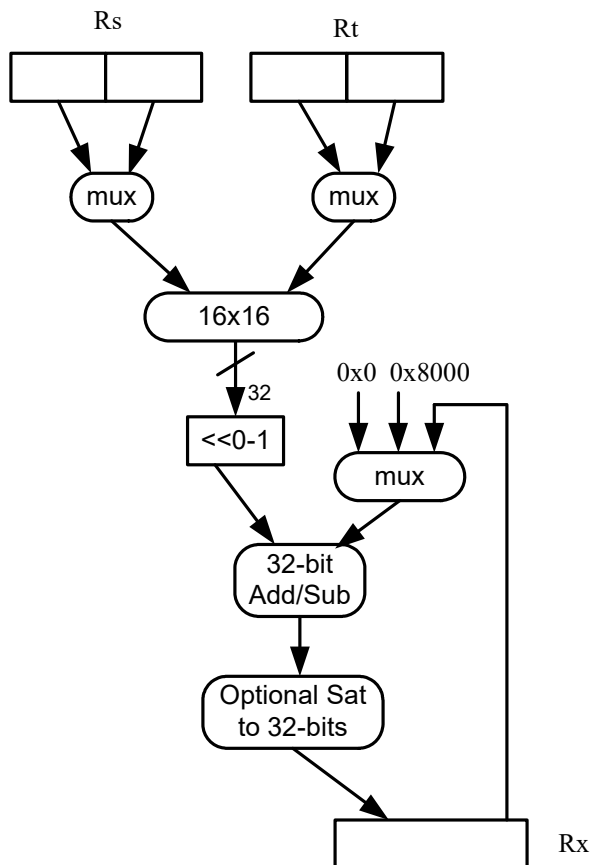 Rs
Rt
mux
mux
16x16
32
0x0 0x8000
<<0-1
mux
32-bit
Add/Sub
Optional Sat
to 32-bits
Rx